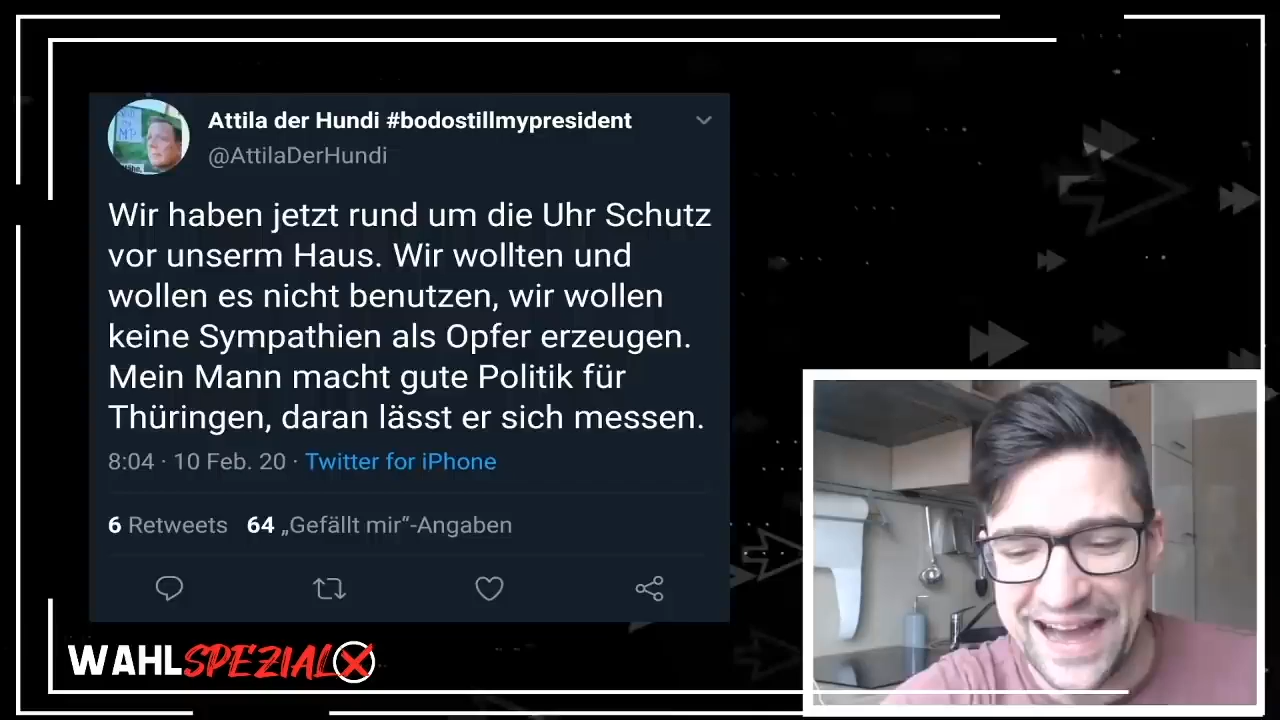 Attila der Hundi #bodostillmypresident
@AttilaDerHundi
Wir haben jetzt rund um die Uhr Schutz
vor unserm Haus. Wir wollten und
wollen es nicht benutzen, wir wollen
keine Sympathien als Opfer erzeugen.
Mein Mann macht gute Politik für
Thüringen, daran lässt er sich messen.
8:04 · 10 Feb. 20 · Twitter for iPhone
6 Retweets 64 „Gefällt mir“-Angaben
WAHLSPEZIAL